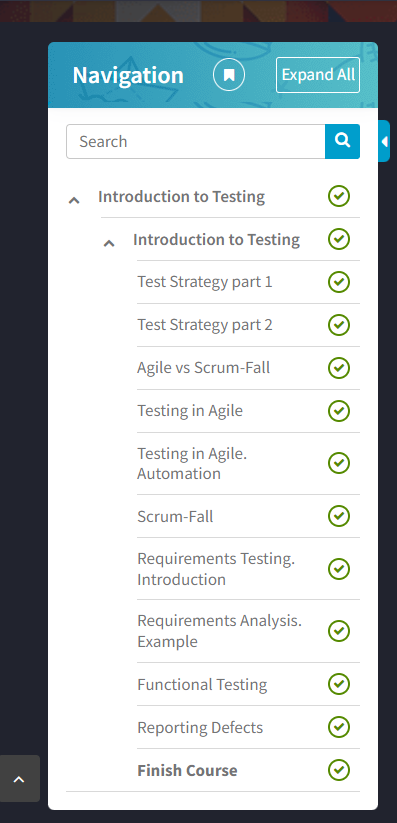 Navigation
Expand All
Search
Introduction to Testing
Introduction to Testing
Test Strategy part 1
Test Strategy part 2
Agile vs Scrum-Fall
Testing in Agile
Testing in Agile.
Automation
Scrum-Fall
Requirements Testing.
Introduction
Requirements Analysis.
Example
Functional Testing
Reporting Defects
Finish Course